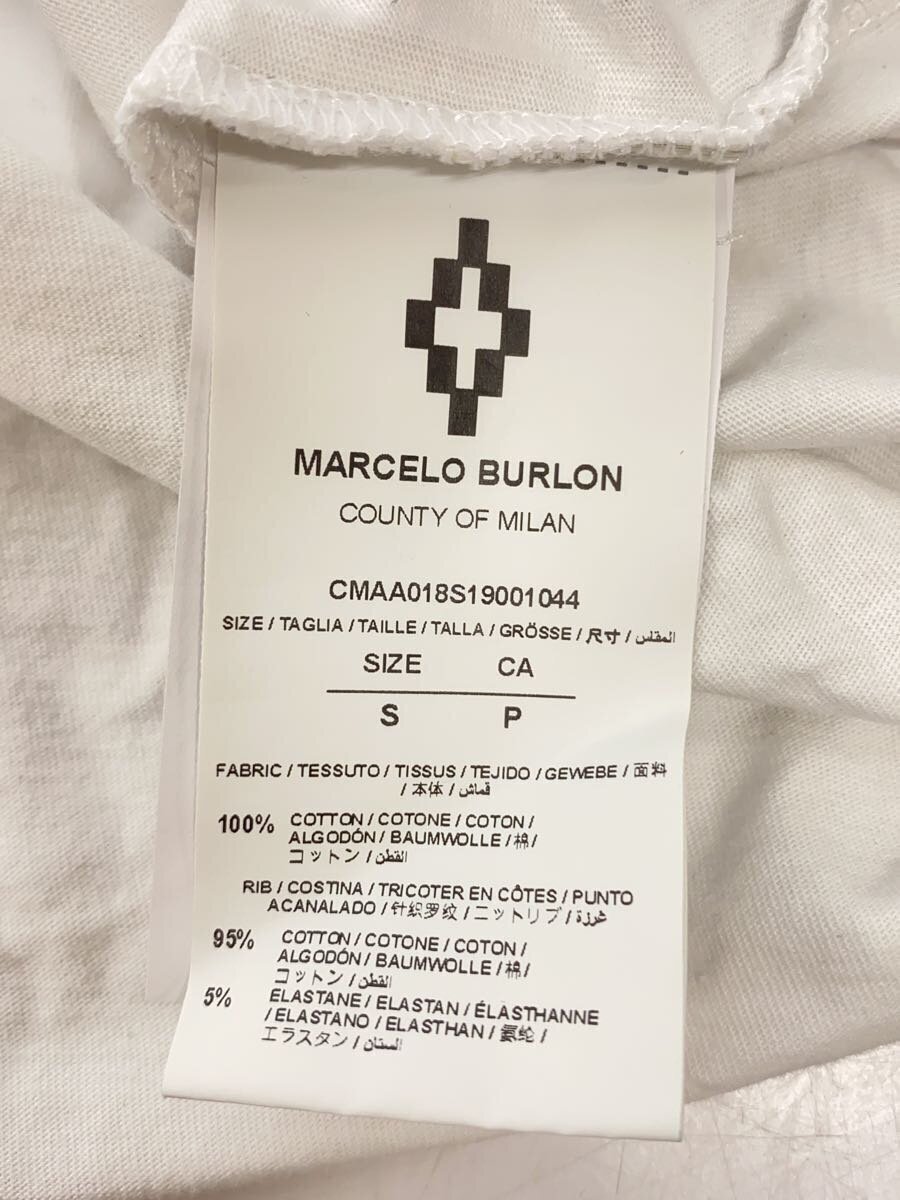 MARCELO BURLON
COUNTY OF MILAN
CMAA018S19001044
SIZE / TAGLIA / TAILLE / TALLA / GRÖSSE / 尺寸 / المقاس
SIZE CA
S P
FABRIC / TESSUTO / TISSUS / TEJIDO / GEWEBE / 面料
/ 本体 / قماش
100% COTTON / COTONE / COTON /
ALGODÓN / BAUMWOLLE / 棉 /
コットン / القطن
RIB / COSTINA / TRICOTER EN CÔTES / PUNTO
ACANALADO / 针织罗纹 / ニットリブ / غرزة
95% COTTON / COTONE / COTON /
ALGODÓN / BAUMWOLLE / 棉 /
コットン / القطن
5% ELASTANE / ELASTAN / ÉLASTHANNE
/ ELASTANO / ELASTHAN / 氨纶 /
エラスタン / الستان